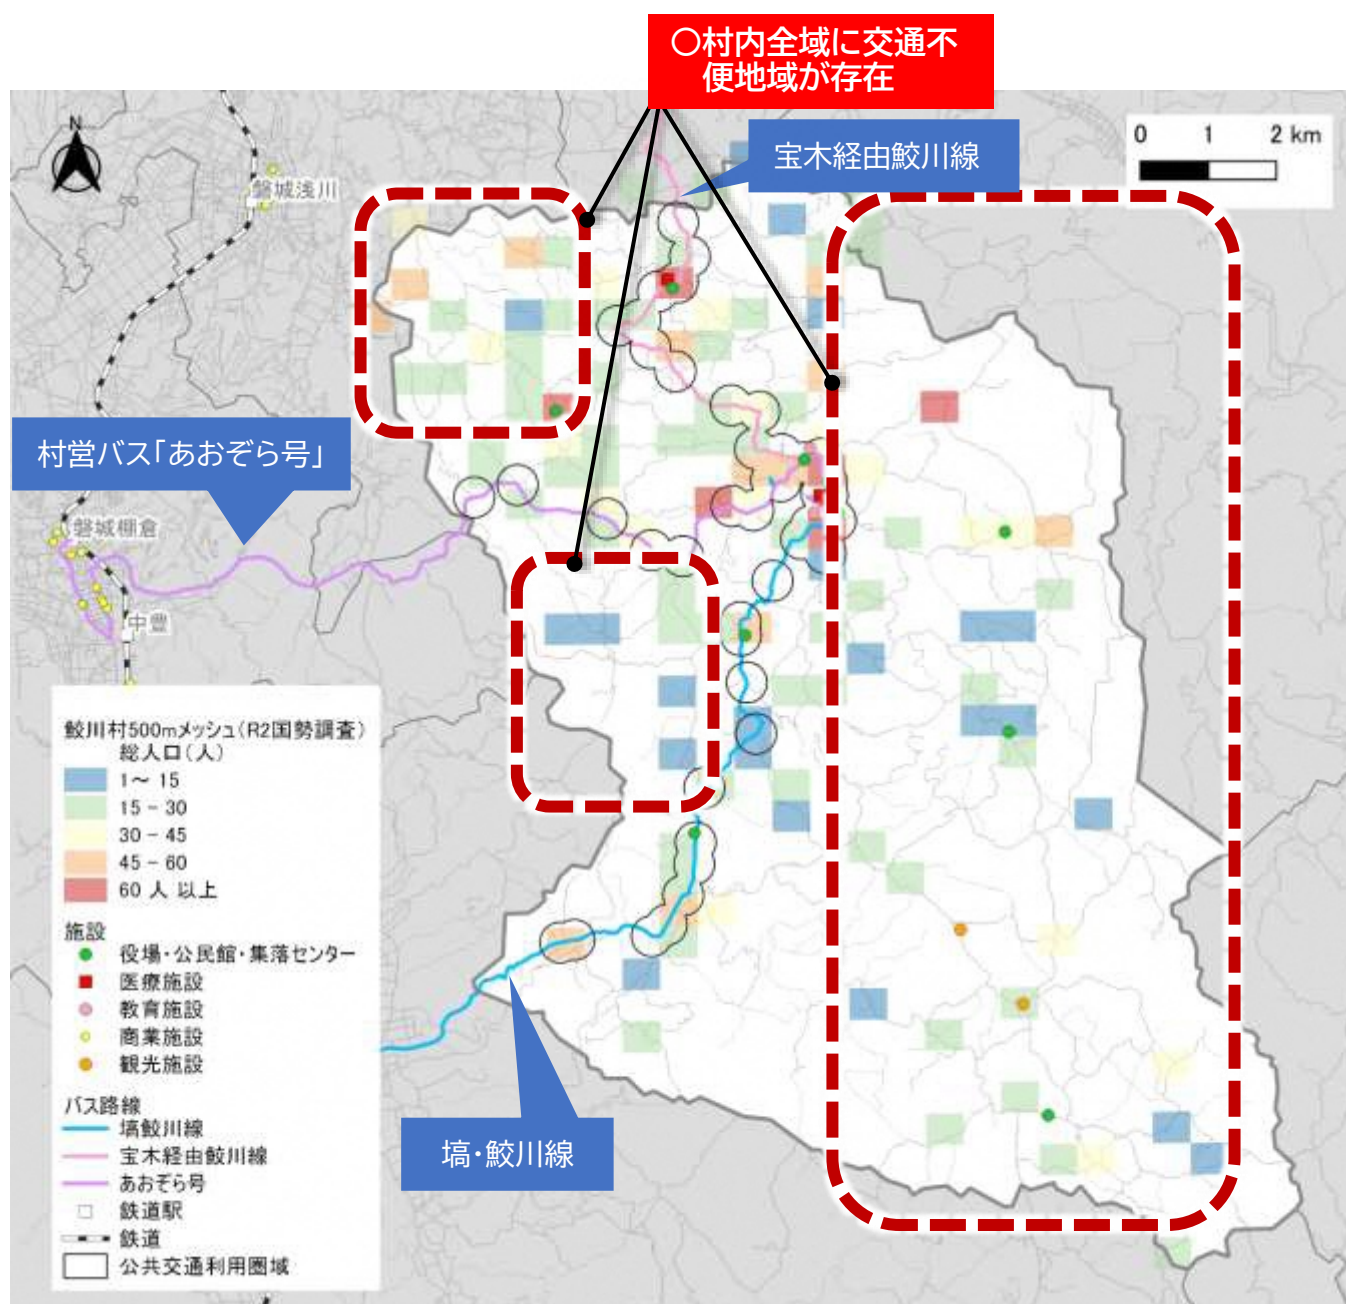 ○村内全域に交通不
便地域が存在
N
0 1 2 km
宝木経由鮫川線
磐城浅川
村営バス「あおぞら号」
磐城棚倉
中豊
鮫川村500mメッシュ(R2国勢調査)
総人口(人)
1~ 15
15 - 30
30 - 45
45 - 60
60 人 以上
施設
役場・公民館・集落センター
医療施設
教育施設
商業施設
観光施設
バス路線
塙鮫川線
宝木経由鮫川線
あおぞら号
鉄道駅
鉄道
公共交通利用圏域
塙・鮫川線